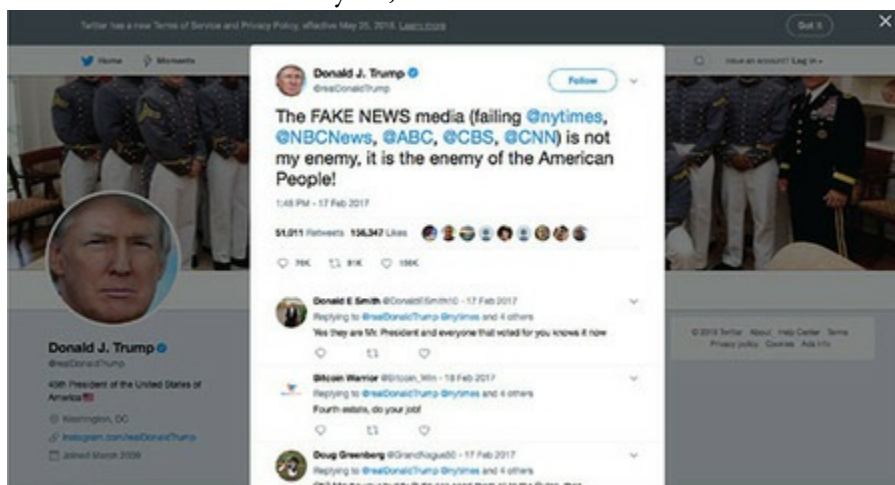 Twitter has a new Terms of Service and Privacy Policy, effective May 25, 2018. Learn more
Got it
Home Moments
Have an account? Log in
Donald J. Trump
@realDonaldTrump
Follow
The FAKE NEWS media (failing @nytimes,
@NBCNews, @ABC, @CBS, @CNN) is not
my enemy, it is the enemy of the American
People!
1:48 PM - 17 Feb 2017
51,011 Retweets 156,347 Likes
Donald J. Trump
@realDonaldTrump
45th President of the United States of
America
Washington, DC
Instagram.com/realDonaldTrump
Joined March 2009
Donald E Smith - 17 Feb 2017
Replying to @realDonaldTrump @nytimes and 4 others
Yes they are Mr. President and everyone that voted for you knows it now
Bitcoin Warrior @Bitcoin_Win - 18 Feb 2017
Replying to @realDonaldTrump @nytimes and 4 others
Fourth estate, do your job!
Doug Greenberg - 17 Feb 2017
Replying to @realDonaldTrump @nytimes and 4 others
© 2018 Twitter About Help Center Terms
Privacy policy Cookies Ads info